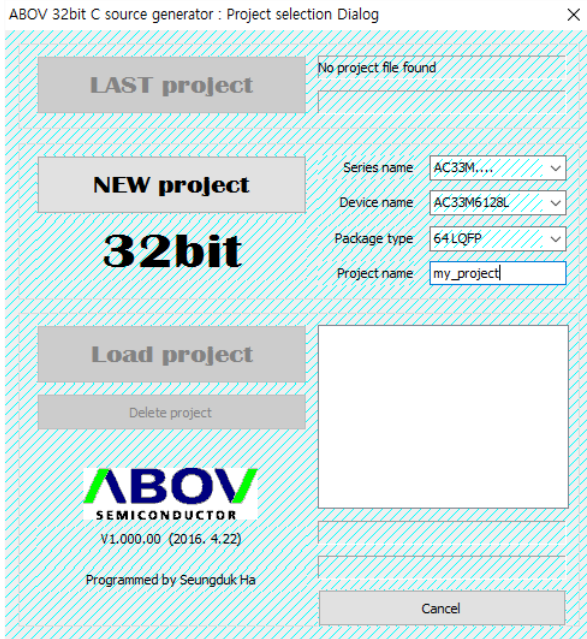 ABOV 32bit C source generator : Project selection Dialog
LAST project
No project file found
NEW project
32bit
Series name AC33M....
Device name AC33M6128L
Package type 64 LQFP
Project name my_project
Load project
Delete project
ABOV
SEMICONDUCTOR
V1.000.00 (2016. 4.22)
Programmed by Seungduk Ha
Cancel